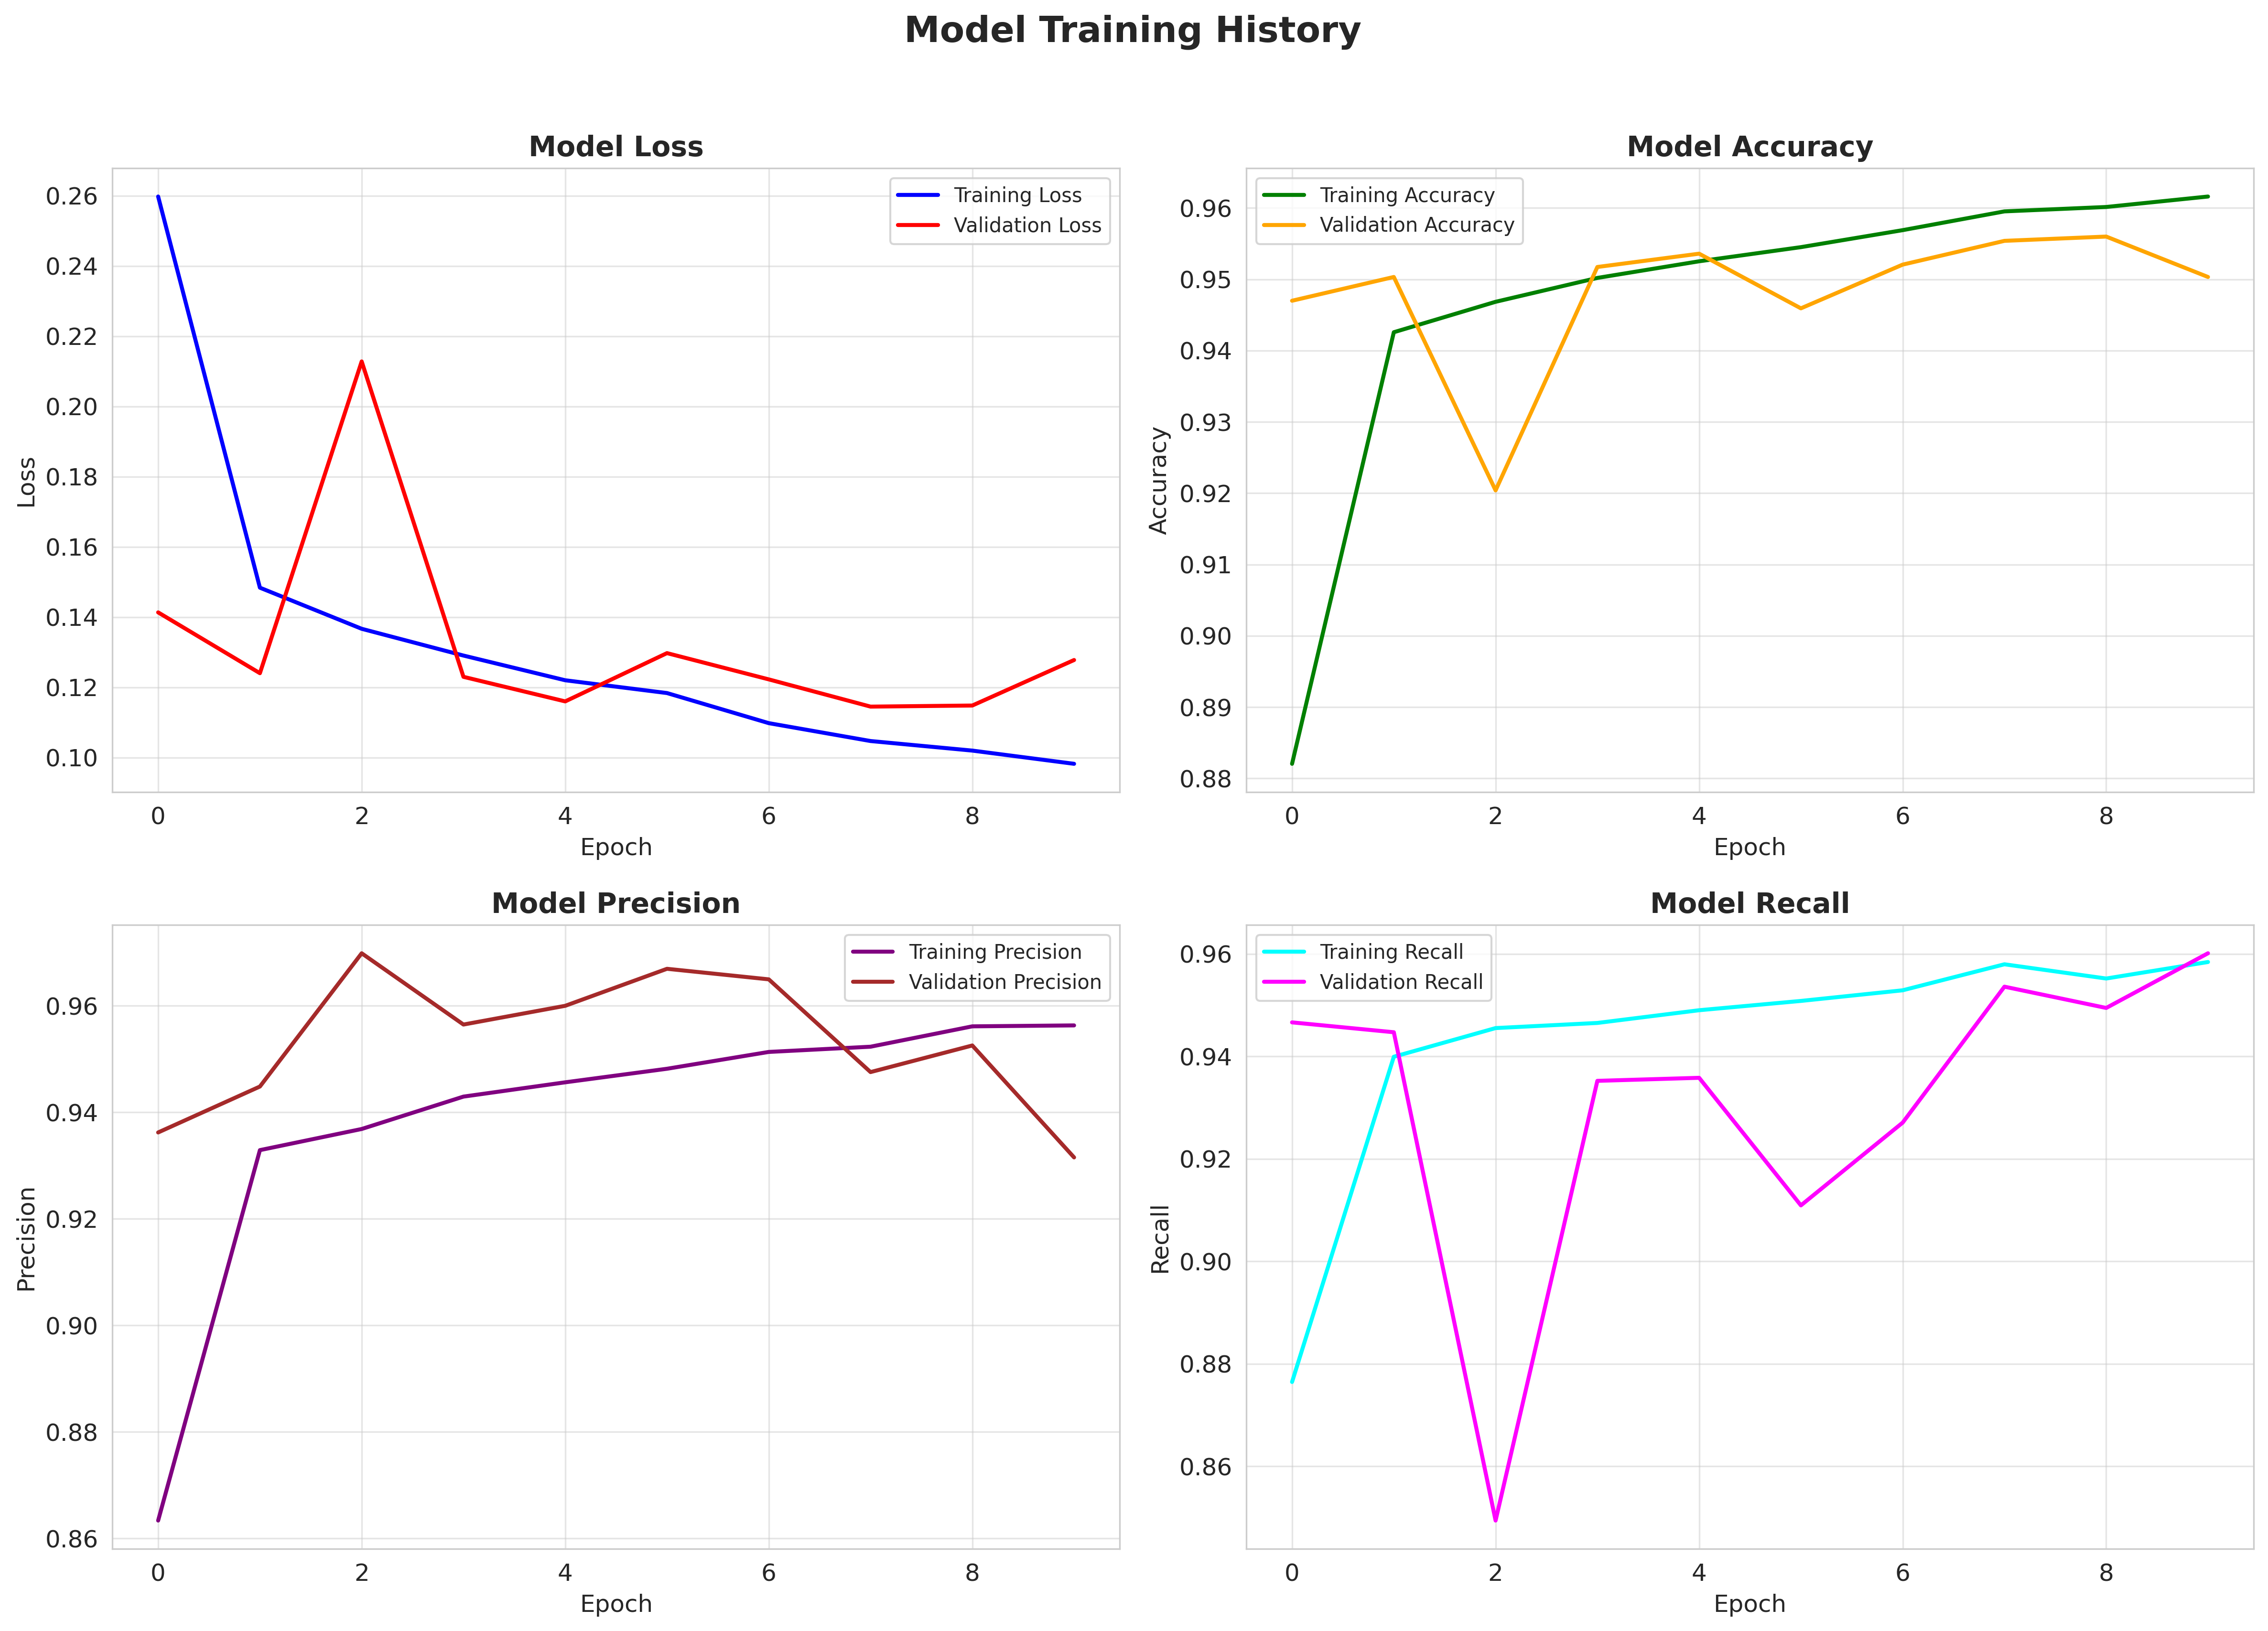 Model Training History
Model Loss
Training Loss
Validation Loss
0.26
0.24
0.22
0.20
0.18
0.16
0.14
0.12
0.10
Loss
0 2 4 6 8
Epoch
Model Accuracy
Training Accuracy
Validation Accuracy
0.96
0.95
0.94
0.93
0.92
0.91
0.90
0.89
0.88
Accuracy
0 2 4 6 8
Epoch
Model Precision
Training Precision
Validation Precision
0.96
0.94
0.92
0.90
0.88
0.86
Precision
0 2 4 6 8
Epoch
Model Recall
Training Recall
Validation Recall
0.96
0.94
0.92
0.90
0.88
0.86
Recall
0 2 4 6 8
Epoch